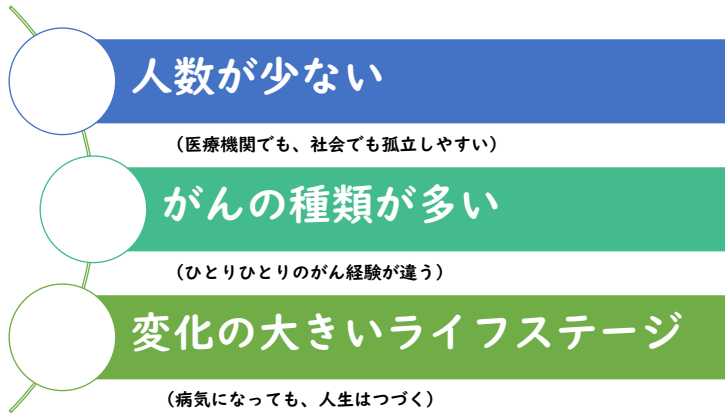 人数が少ない
（医療機関でも、社会でも孤立しやすい）
がんの種類が多い
（ひとりひとりのがん経験が違う）
変化の大きいライフステージ
（病気になっても、人生はつづく）